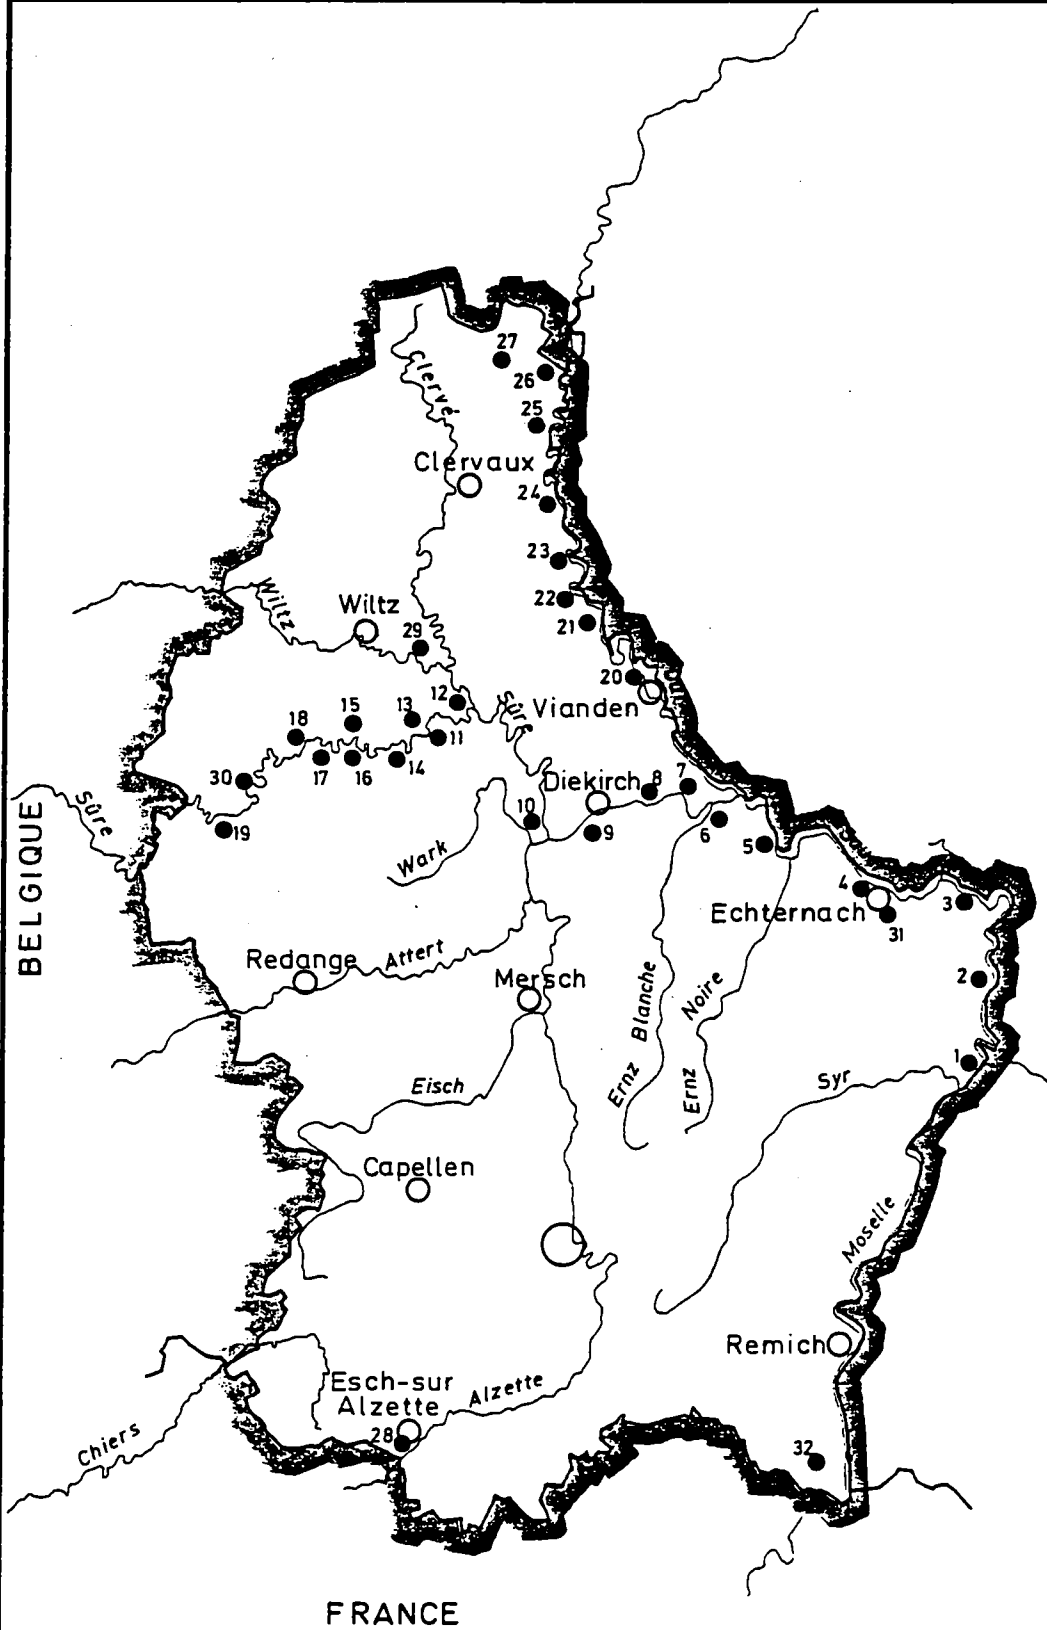 27
26
Clervé
25
Clervaux
24
23
Wiltz
Wiltz
22
29
21
20
12
Sûre
Vianden
15
13
18
11
17
16
14
30
Diekirch
8
7
Sûre
10
19
9
6
5
Wark
BELGIQUE
4
Echternach
3
31
Redange
Attert
Mersch
2
Ernz Blanche
Ernz Noire
1
Eisch
Syr
Capellen
Moselle
Remich
Esch-sur
Alzette
Alzette
28
Chiers
32
FRANCE